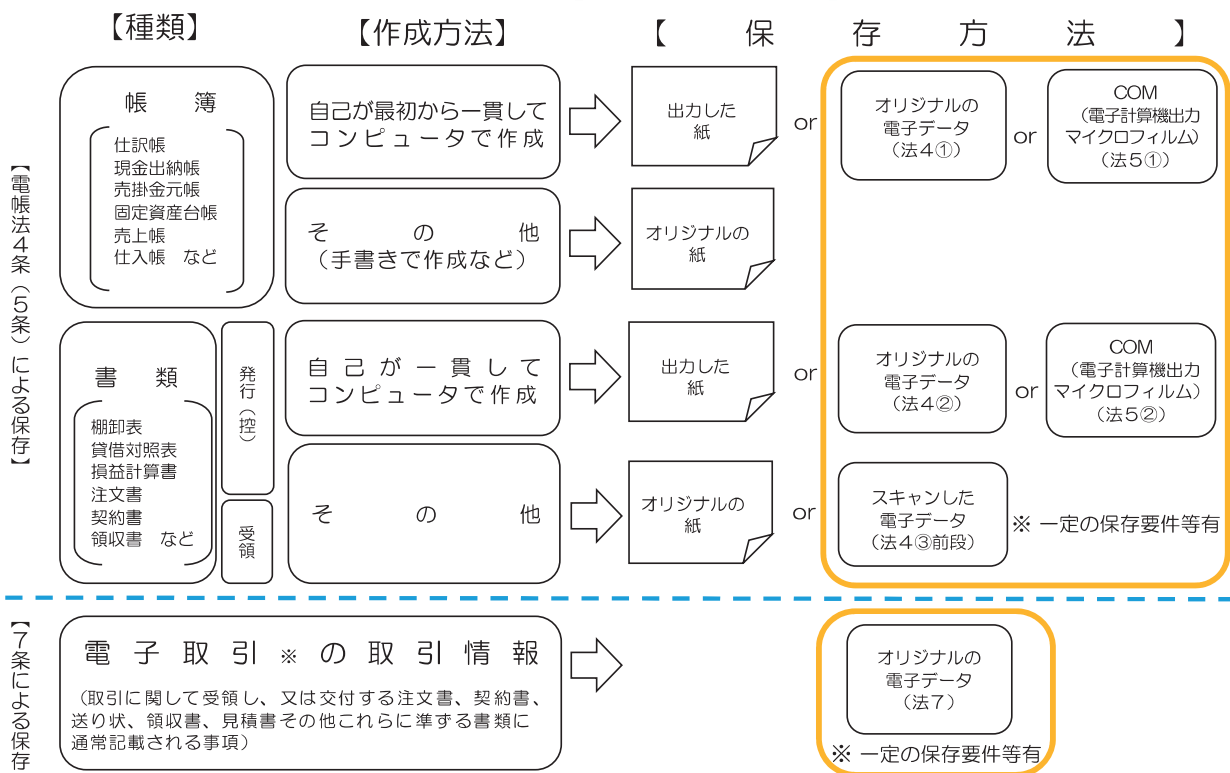 【種類】
【作成方法】
【保存方法】
【電帳法4条（5条）による保存】
帳簿
仕訳帳
現金出納帳
売掛金元帳
固定資産台帳
売上帳
仕入帳　など
自己が最初から一貫して
コンピュータで作成
出力した
紙
or
オリジナルの
電子データ
（法4①）
or
COM
（電子計算機出力
マイクロフィルム）
（法5①）
その他
（手書きで作成など）
オリジナルの
紙
書類
棚卸表
貸借対照表
損益計算書
注文書
契約書
領収書　など
発行（控）
受領
自己が一貫して
コンピュータで作成
出力した
紙
or
オリジナルの
電子データ
（法4②）
or
COM
（電子計算機出力
マイクロフィルム）
（法5②）
その他
オリジナルの
紙
or
スキャンした
電子データ
（法4③前段）
※ 一定の保存要件等有
【7条による保存
電子取引※の取引情報
（取引に関して受領し、又は交付する注文書、契約書、
送り状、領収書、見積書その他これらに準ずる書類に
通常記載される事項）
オリジナルの
電子データ
（法7）
※ 一定の保存要件等有